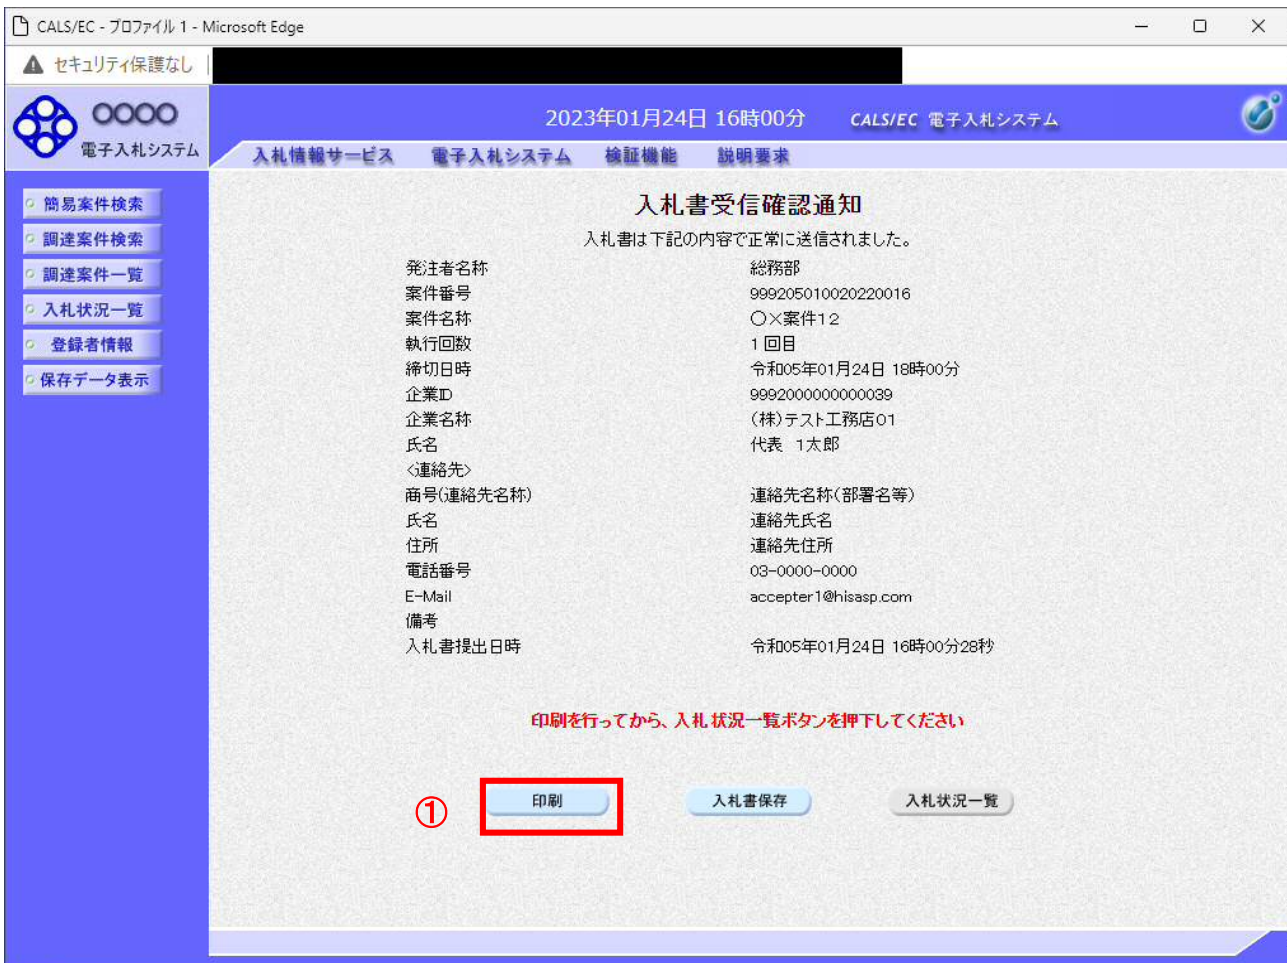 CALS/EC - プロファイル 1 - Microsoft Edge
セキュリティ保護なし
○○○○
電子入札システム
2023年01月24日 16時00分 CALS/EC 電子入札システム
入札情報サービス 電子入札システム 検証機能 説明要求
簡易案件検索
調達案件検索
調達案件一覧
入札状況一覧
登録者情報
保存データ表示
入札書受信確認通知
入札書は下記の内容で正常に送信されました。
発注者名称 総務部
案件番号 999205010020220016
案件名称 ○×案件12
執行回数 1回目
締切日時 令和05年01月24日 18時00分
企業ID 9992000000000039
企業名称 (株)テスト工務店01
氏名 代表 1太郎
<連絡先>
商号(連絡先名称) 連絡先名称(部署名等)
氏名 連絡先氏名
住所 連絡先住所
電話番号 03-0000-0000
E-Mail accepter1@hisasp.com
備考
入札書提出日時 令和05年01月24日 16時00分28秒
印刷を行ってから、入札状況一覧ボタンを押下してください
① 印刷 入札書保存 入札状況一覧